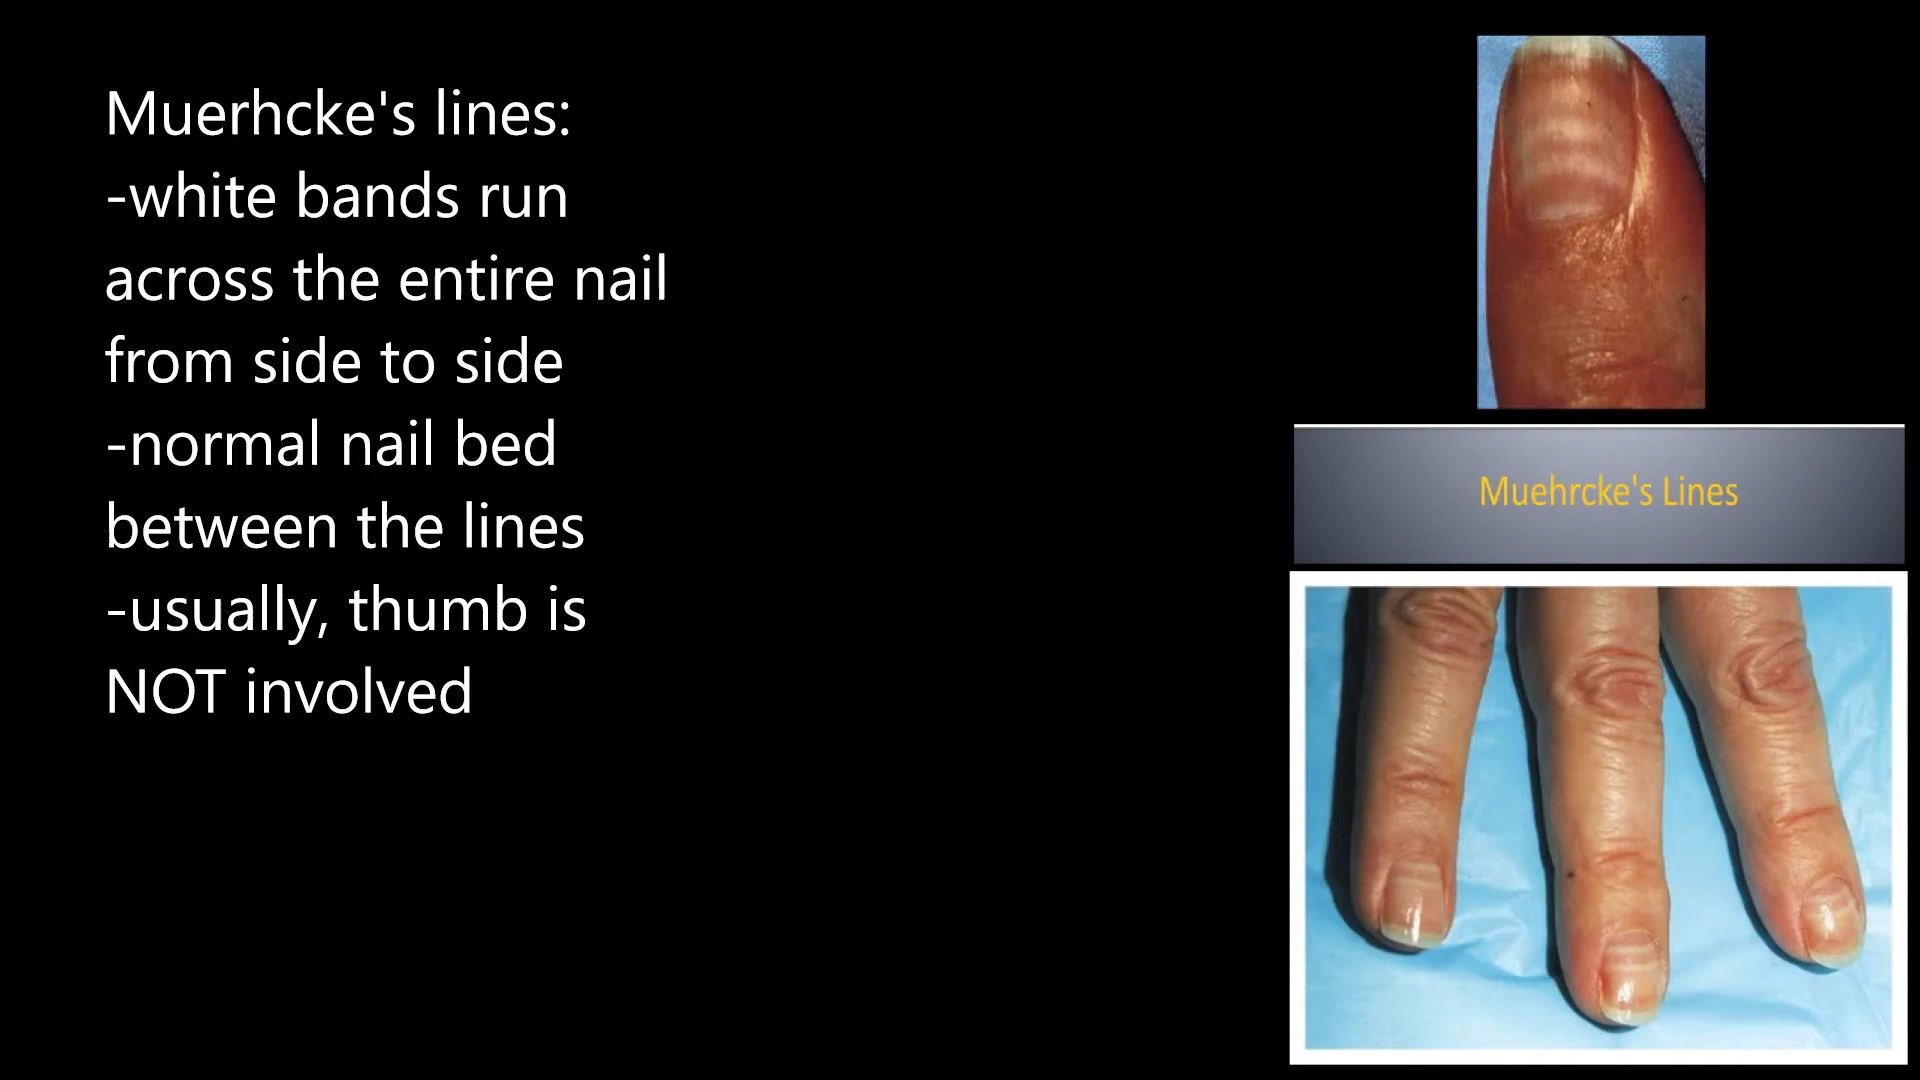 Muerhcke's lines:
-white bands run
across the entire nail
from side to side
-normal nail bed
between the lines
-usually, thumb is
NOT involved
Muehrcke's Lines